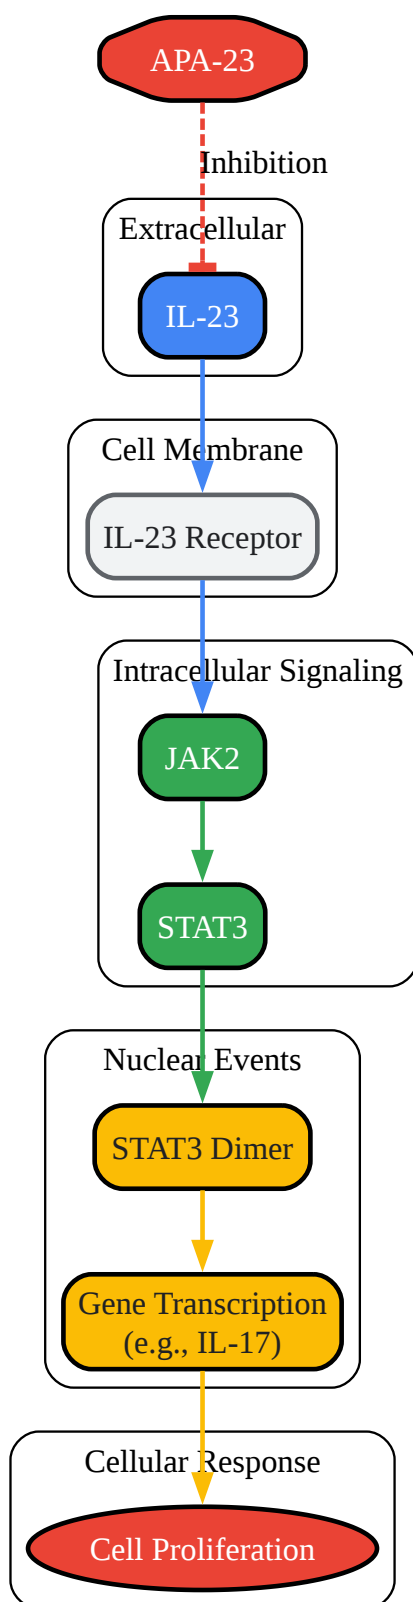 APA-23
Inhibition
Extracellular
IL-23
Cell Membrane
IL-23 Receptor
Intracellular Signaling
JAK2
STAT3
Nuclear Events
STAT3 Dimer
Gene Transcription
(e.g., IL-17)
Cellular Response
Cell Proliferation